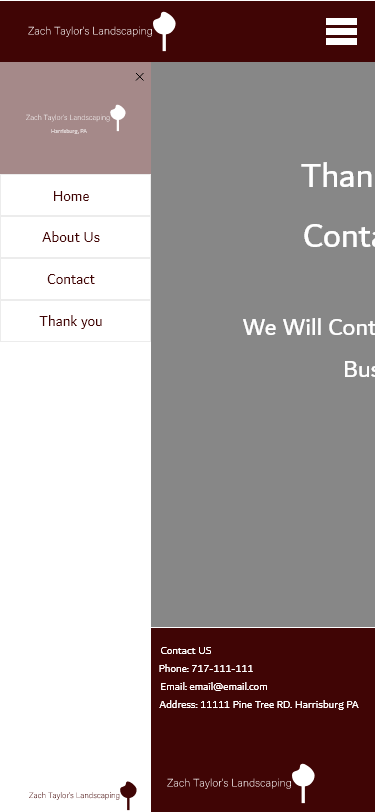 Zach Taylor's Landscaping
Zach Taylor's Landscaping
Harrisburg, PA
Home
About Us
Contact
Thank you
Than
Conta
We Will Cont
Bus
Contact US
Phone: 717-111-111
Email: email@email.com
Address: 11111 Pine Tree RD. Harrisburg PA
Zach Taylor's Landscaping
Zach Taylor's Landscaping